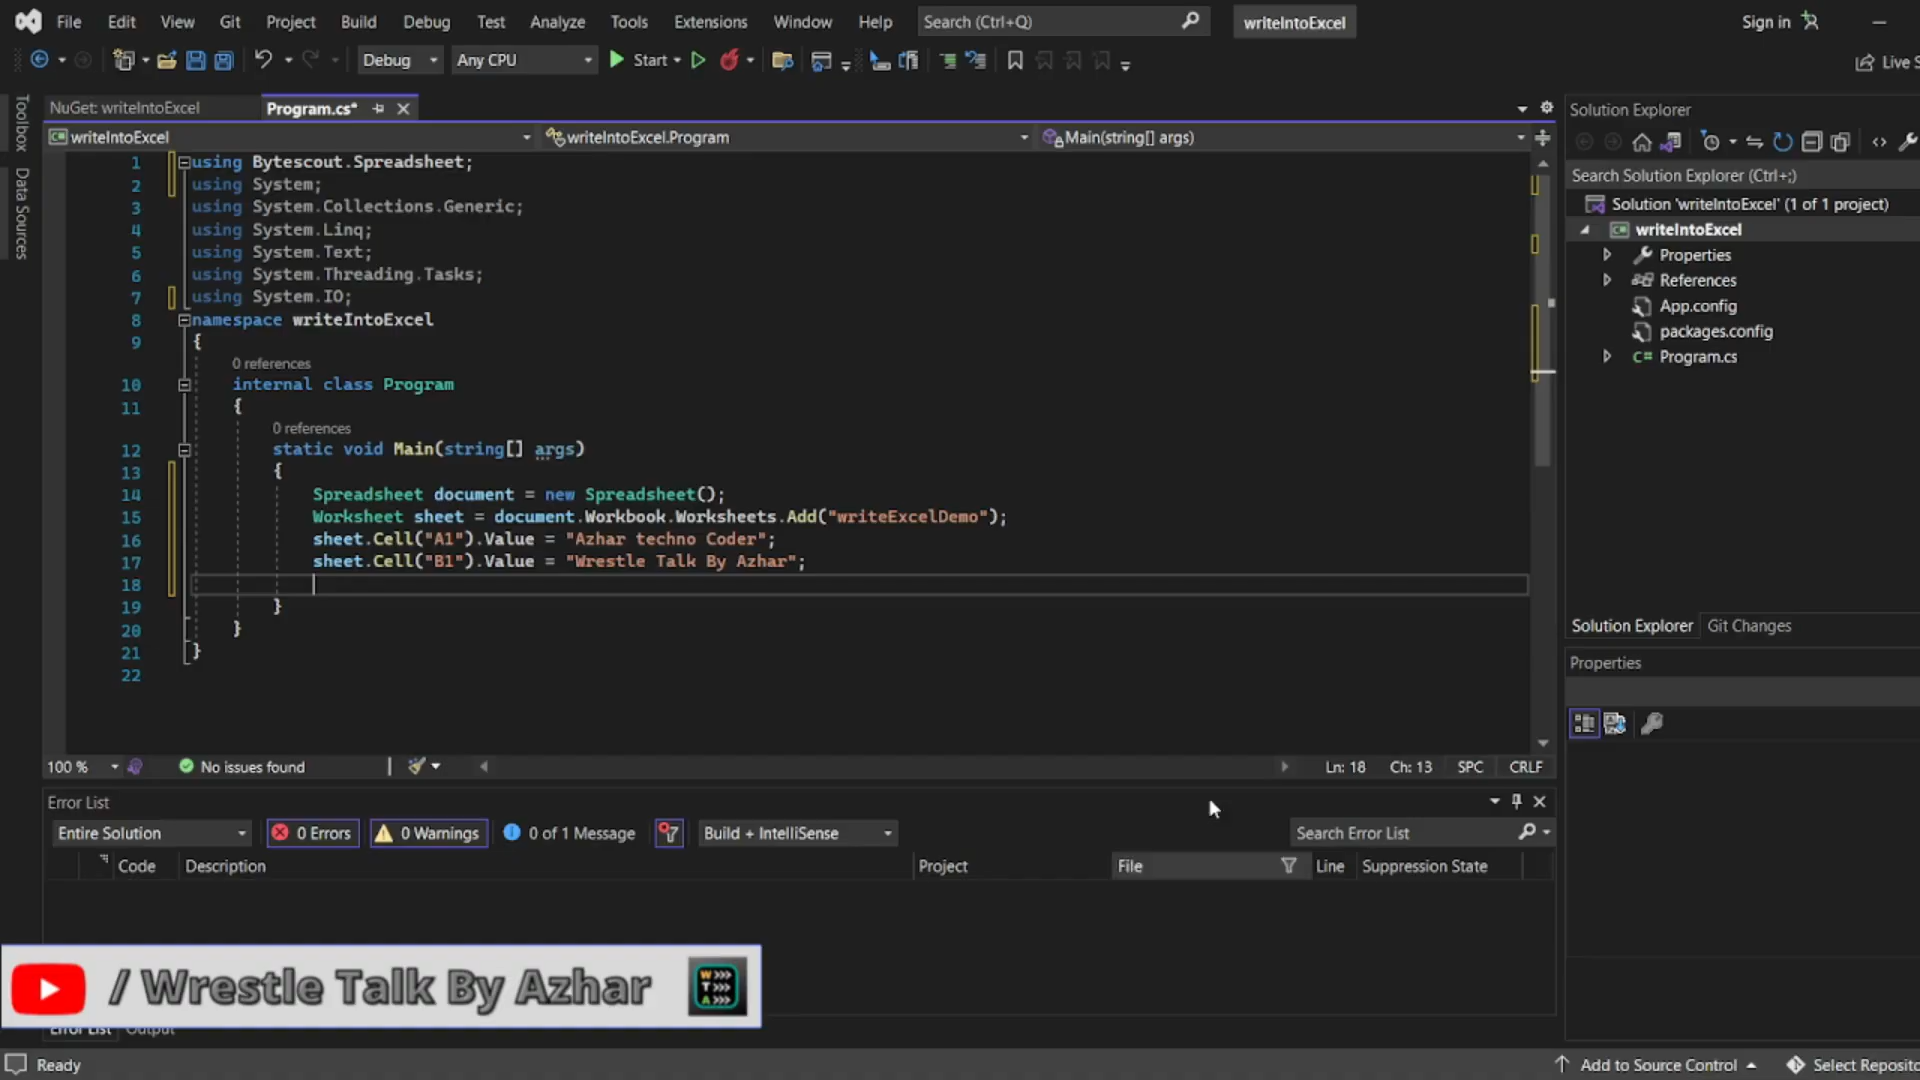 File Edit View Git Project Build Debug Test Analyze Tools Extensions Window Help Search (Ctrl+Q) writeIntoExcel Sign in
Debug Any CPU Start Live S
Toolbox
Data Sources
NuGet: writeIntoExcel Program.cs*
writeIntoExcel writeIntoExcel.Program Main(string[] args)
1 using Bytescout.Spreadsheet;
2 using System;
3 using System.Collections.Generic;
4 using System.Linq;
5 using System.Text;
6 using System.Threading.Tasks;
7 using System.IO;
8 namespace writeIntoExcel
9 {
0 references
10 internal class Program
11 {
0 references
12 static void Main(string[] args)
13 {
14 Spreadsheet document = new Spreadsheet();
15 Worksheet sheet = document.Workbook.Worksheets.Add("writeExcelDemo");
16 sheet.Cell("A1").Value = "Azhar techno Coder";
17 sheet.Cell("B1").Value = "Wrestle Talk By Azhar";
18
19 }
20 }
21 }
22
100 % No issues found Ln: 18 Ch: 13 SPC CRLF
Solution Explorer
Search Solution Explorer (Ctrl+;)
Solution 'writeIntoExcel' (1 of 1 project)
writeIntoExcel
Properties
References
App.config
packages.config
C# Program.cs
Solution Explorer Git Changes
Properties
Error List
Entire Solution 0 Errors 0 Warnings 0 of 1 Message Build + IntelliSense Search Error List
Code Description Project File Line Suppression State
/ Wrestle Talk By Azhar
W>>>
T>>>
A>>>
Error List Output
Ready Add to Source Control Select Reposito